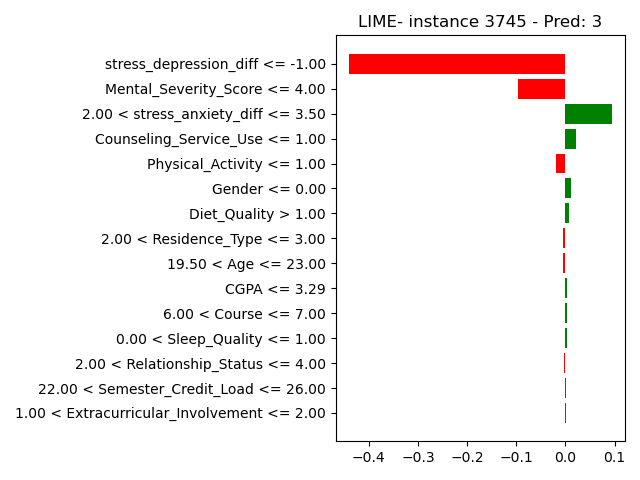 LIME- instance 3745 - Pred: 3
stress_depression_diff <= -1.00
Mental_Severity_Score <= 4.00
2.00 < stress_anxiety_diff <= 3.50
Counseling_Service_Use <= 1.00
Physical_Activity <= 1.00
Gender <= 0.00
Diet_Quality > 1.00
2.00 < Residence_Type <= 3.00
19.50 < Age <= 23.00
CGPA <= 3.29
6.00 < Course <= 7.00
0.00 < Sleep_Quality <= 1.00
2.00 < Relationship_Status <= 4.00
22.00 < Semester_Credit_Load <= 26.00
1.00 < Extracurricular_Involvement <= 2.00
−0.4 −0.3 −0.2 −0.1 0.0 0.1